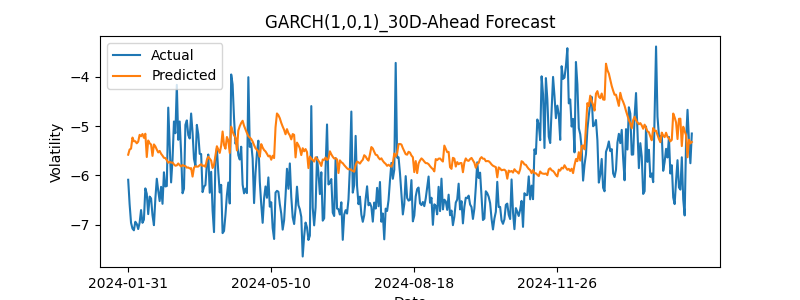 GARCH(1,0,1)_30D-Ahead Forecast
Actual
Predicted
Volatility
−4
−5
−6
−7
2024-01-31
2024-05-10
2024-08-18
2024-11-26
Date